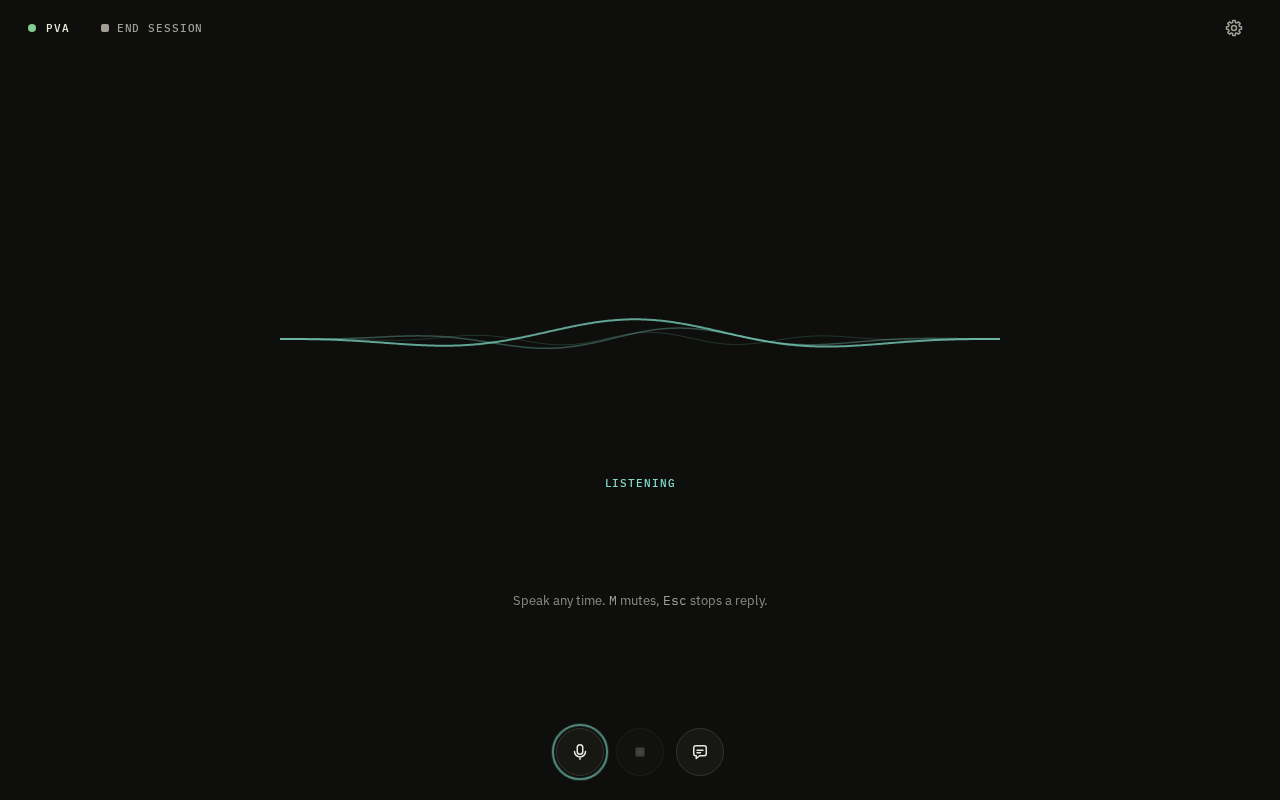 PVA
END SESSION
LISTENING
Speak any time. M mutes, Esc stops a reply.